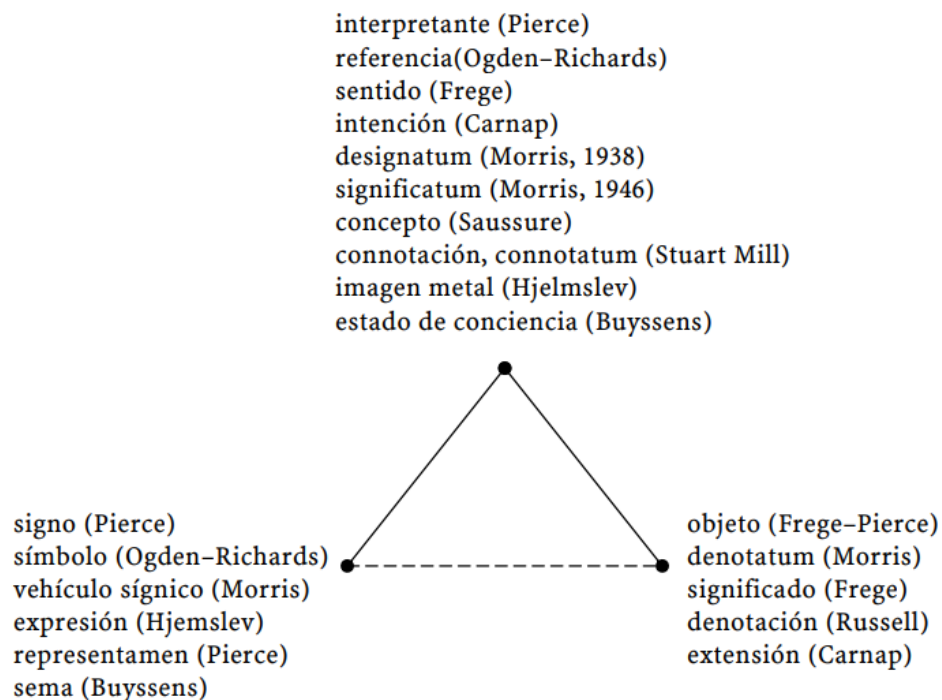 interpretante (Pierce)
referencia(Ogden–Richards)
sentido (Frege)
intención (Carnap)
designatum (Morris, 1938)
significatum (Morris, 1946)
concepto (Saussure)
connotación, connotatum (Stuart Mill)
imagen metal (Hjelmslev)
estado de conciencia (Buyssens)
signo (Pierce)
símbolo (Ogden–Richards)
vehículo sígnico (Morris)
expresión (Hjemslev)
representamen (Pierce)
sema (Buyssens)
objeto (Frege–Pierce)
denotatum (Morris)
significado (Frege)
denotación (Russell)
extensión (Carnap)